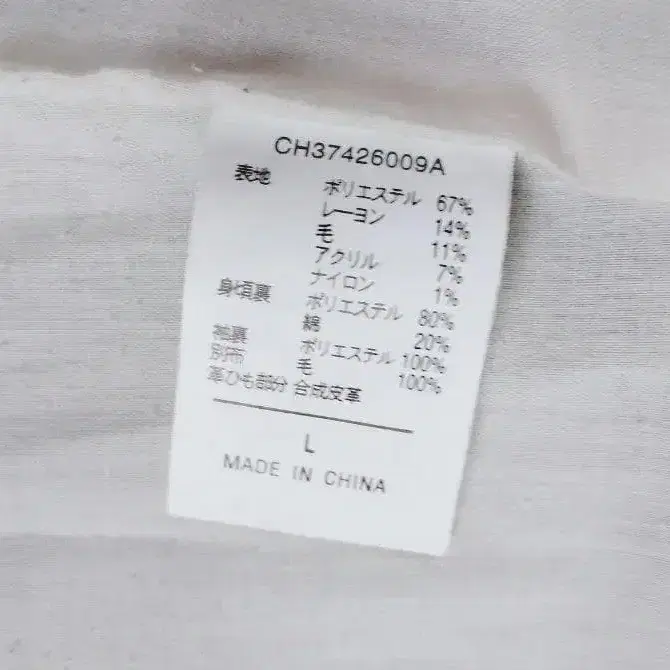 CH37426009A
表地 ポリエステル 67%
レーヨン 14%
毛 11%
アクリル 7%
ナイロン 1%
身頃裏 ポリエステル 80%
綿 20%
袖裏 ポリエステル 100%
別布 毛 100%
革ひも部分 合成皮革
L
MADE IN CHINA